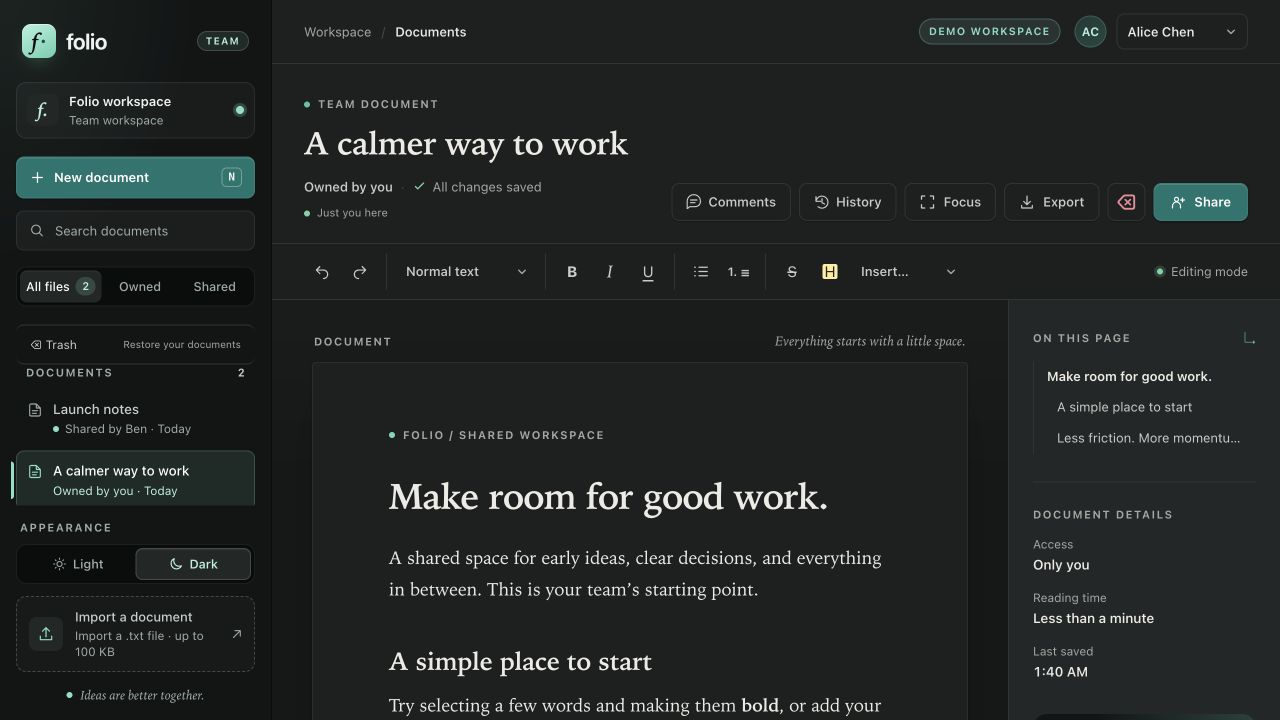 f.
folio
TEAM
f.
Folio workspace
Team workspace
New document
N
Search documents
All files
2
Owned
Shared
Trash
Restore your documents
DOCUMENTS
2
Launch notes
Shared by Ben · Today
A calmer way to work
Owned by you · Today
APPEARANCE
Light
Dark
Import a document
Import a .txt file · up to
100 KB
Ideas are better together.
Workspace / Documents
DEMO WORKSPACE
AC
Alice Chen
TEAM DOCUMENT
A calmer way to work
Owned by you · All changes saved
Just you here
Comments
History
Focus
Export
Share
Normal text
B
I
U
1. ≡
S
H
Insert...
Editing mode
DOCUMENT
Everything starts with a little space.
FOLIO / SHARED WORKSPACE
Make room for good work.
A shared space for early ideas, clear decisions, and everything
in between. This is your team’s starting point.
A simple place to start
Try selecting a few words and making them bold, or add your
ON THIS PAGE
Make room for good work.
A simple place to start
Less friction. More momentu...
DOCUMENT DETAILS
Access
Only you
Reading time
Less than a minute
Last saved
1:40 AM